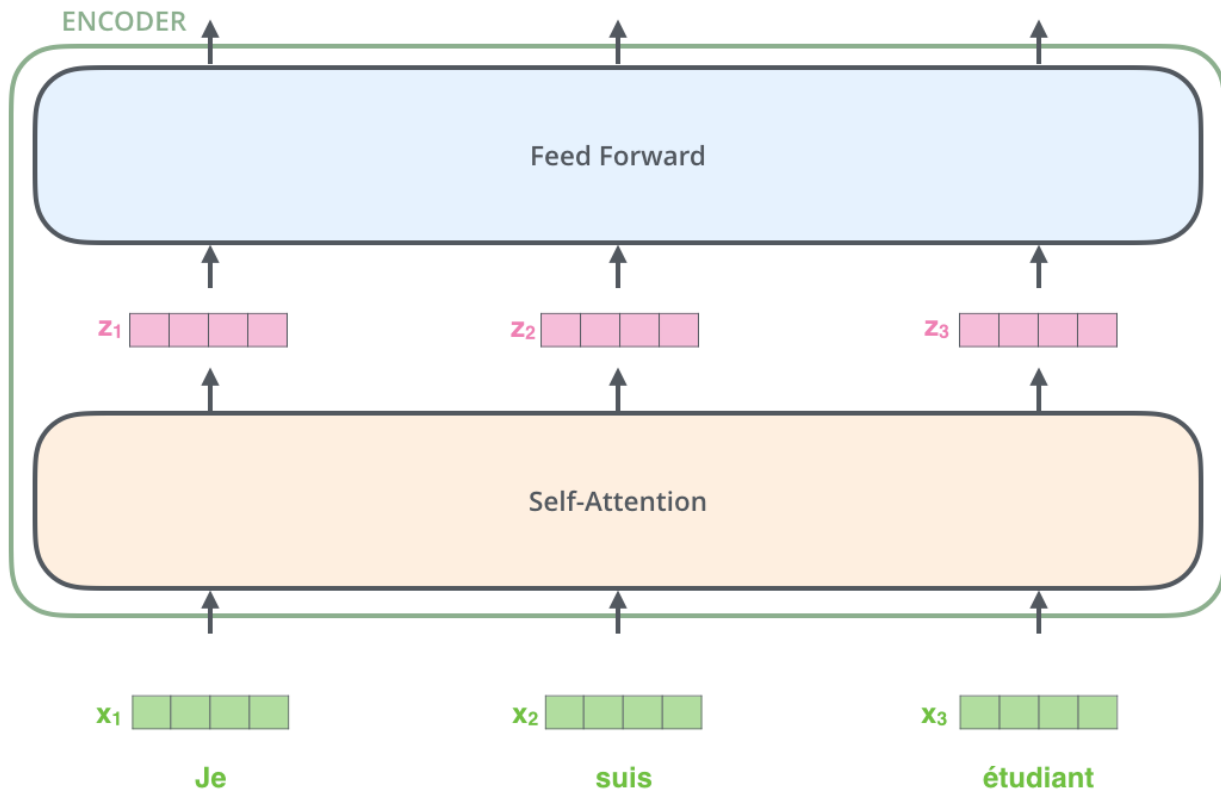 ENCODER
Feed Forward
z₁ z₂ z₃
Self-Attention
x₁ x₂ x₃
Je suis étudiant